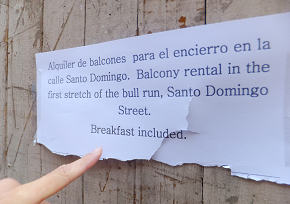 Alquiler de balcones para el encierro en la
calle Santo Domingo. Balcony rental in the
first stretch of the bull run, Santo Domingo
Street.
Breakfast included.